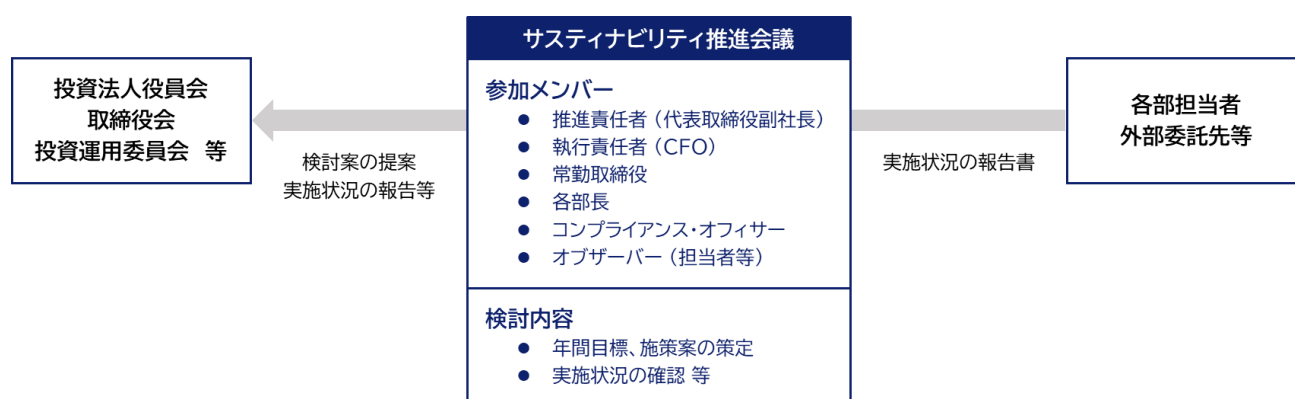 投資法人役員会
取締役会
投資運用委員会 等
検討案の提案
実施状況の報告等
サスティナビリティ推進会議
参加メンバー
● 推進責任者（代表取締役副社長）
● 執行責任者（CFO）
● 常勤取締役
● 各部長
● コンプライアンス・オフィサー
● オブザーバー（担当者等）
検討内容
● 年間目標、施策案の策定
● 実施状況の確認 等
実施状況の報告書
各部担当者
外部委託先等